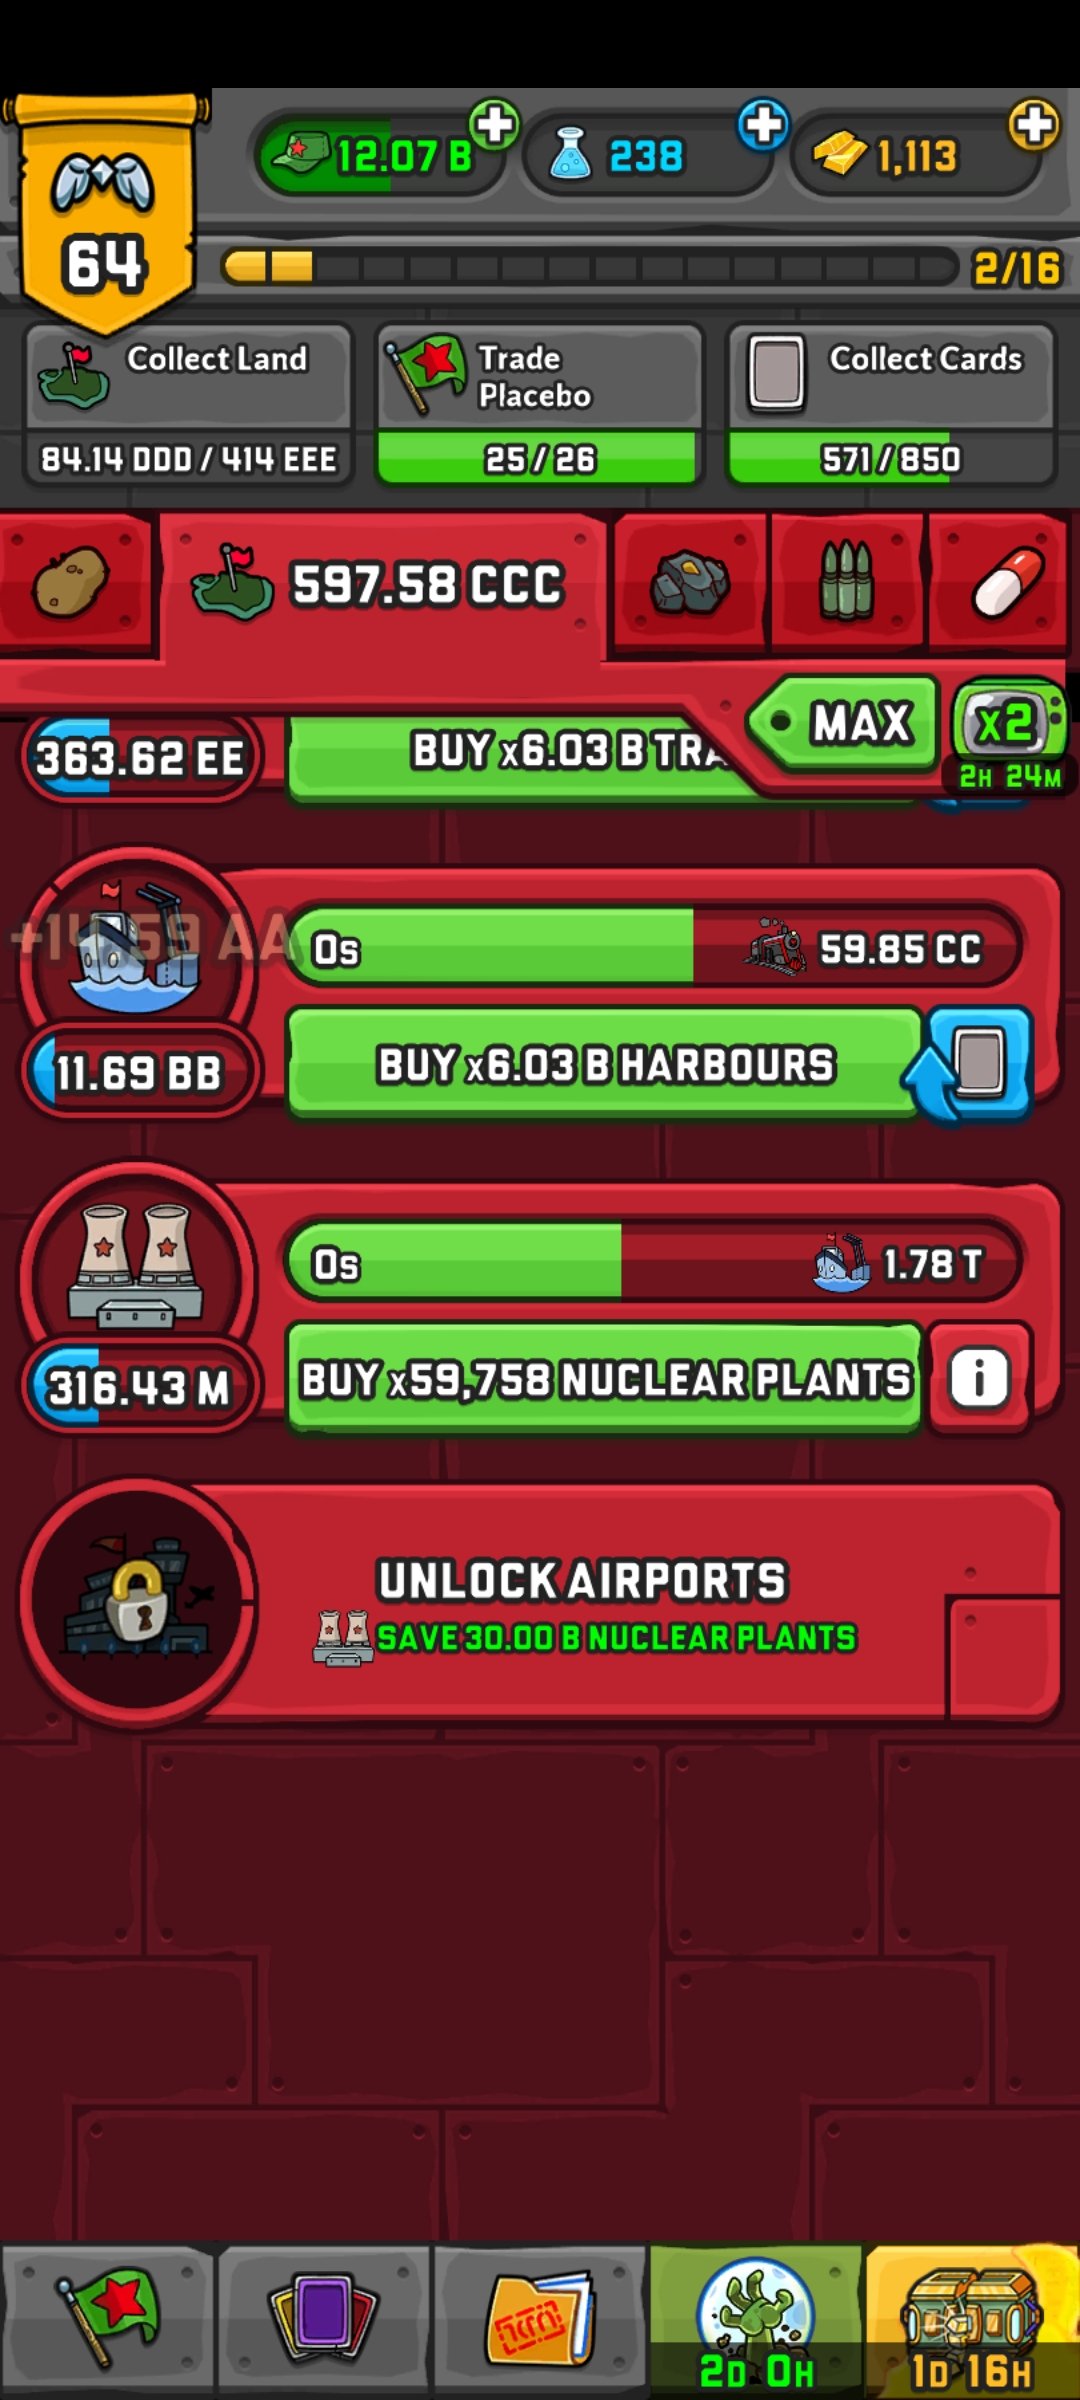 12.07 B
238
1,113
64
2/16
Collect Land
84.14 DDD / 414 EEE
Trade
Placebo
25 / 26
Collect Cards
571 / 850
597.58 CCC
MAX
x2
2H 24M
363.62 EE
BUY x6.03 B TRA
0s
59.85 CC
11.69 BB
BUY x6.03 B HARBOURS
0s
1.78 T
316.43 M
BUY x59,758 NUCLEAR PLANTS
i
UNLOCK AIRPORTS
SAVE 30.00 B NUCLEAR PLANTS
2D 0H
1D 16H